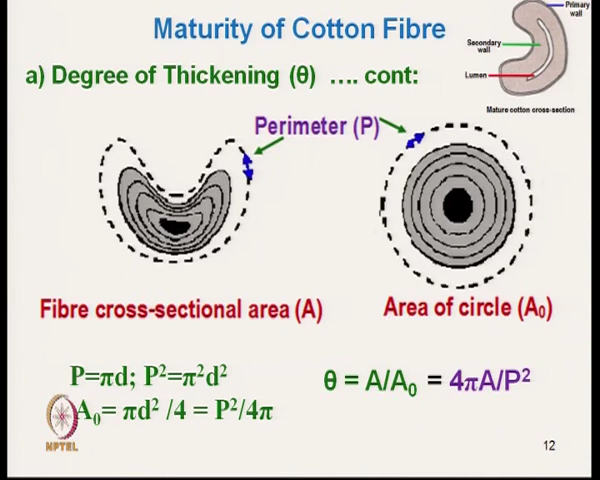 Maturity of Cotton Fibre
Primary
wall
Secondary
wall
Lumen
Mature cotton cross-section
a) Degree of Thickening (θ) .... cont:
Perimeter (P)
Fibre cross-sectional area (A)
Area of circle (A₀)
P=πd; P²=π²d²
A₀= πd² /4 = P²/4π
θ = A/A₀ = 4πA/P²
NPTEL
12